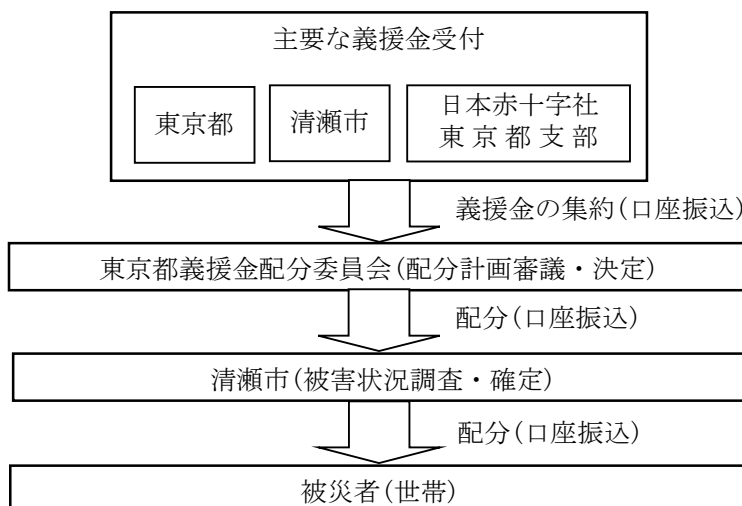 主要な義援金受付
東京都
清瀬市
日本赤十字社
東京都支部
義援金の集約(口座振込)
東京都義援金配分委員会(配分計画審議・決定)
配分(口座振込)
清瀬市(被害状況調査・確定)
配分(口座振込)
被災者(世帯)